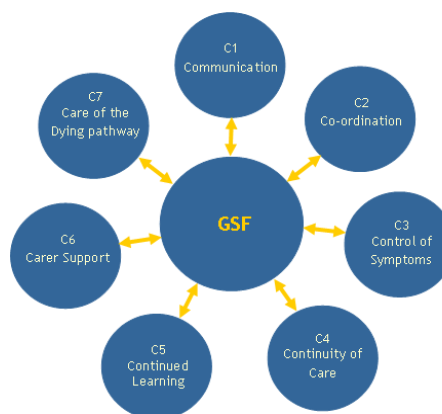 C1
Communication
C2
Co-ordination
C3
Control of
Symptoms
C4
Continuity of
Care
C5
Continued
Learning
C6
Carer Support
C7
Care of the
Dying pathway
GSF